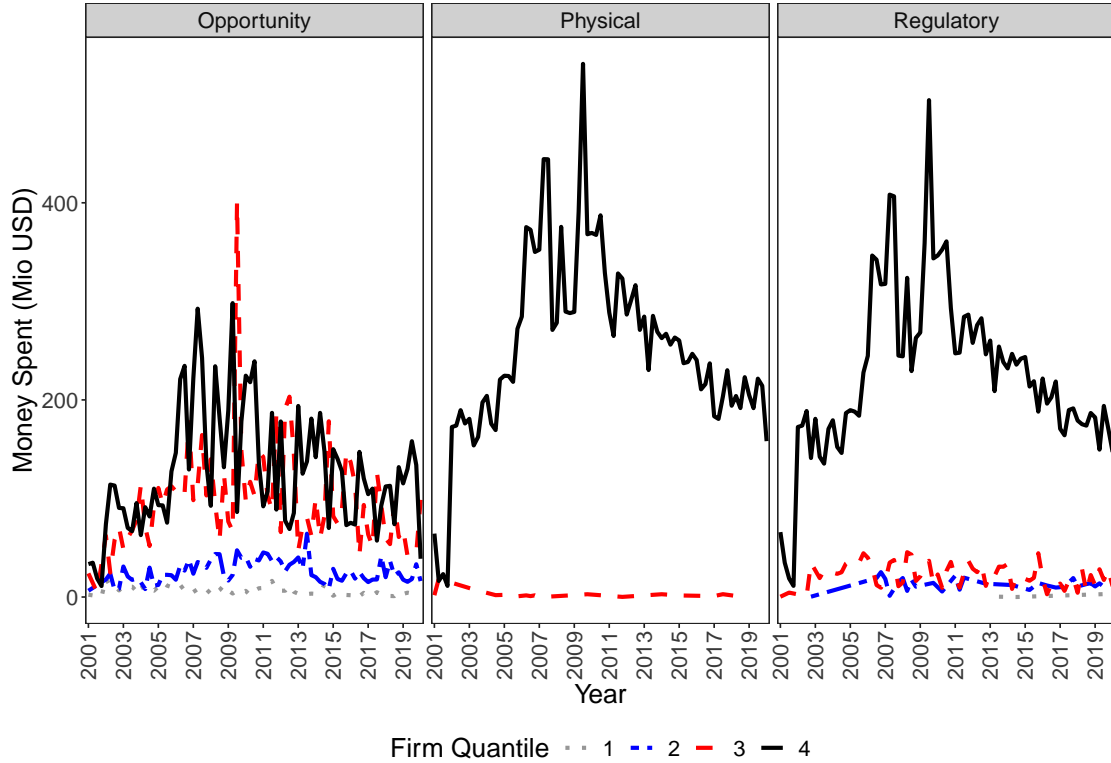 Opportunity Physical Regulatory
Money Spent (Mio USD)
400
200
0
2001 2003 2005 2007 2009 2011 2013 2015 2017 2019 2001 2003 2005 2007 2009 2011 2013 2015 2017 2019 2001 2003 2005 2007 2009 2011 2013 2015 2017 2019
Year
Firm Quantile 1 2 3 4